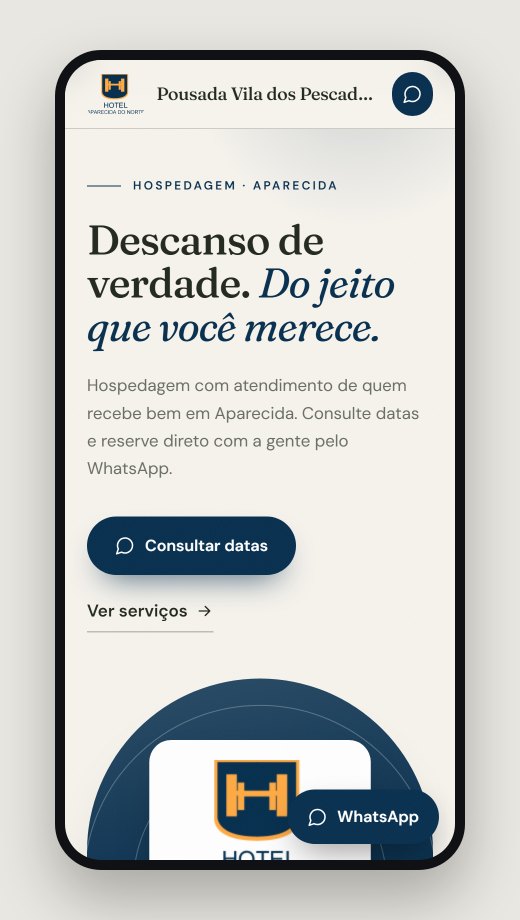 HOTEL
APARECIDA DO NORTE
Pousada Vila dos Pescad...
HOSPEDAGEM · APARECIDA
Descanso de
verdade. Do jeito
que você merece.
Hospedagem com atendimento de quem
recebe bem em Aparecida. Consulte datas
e reserve direto com a gente pelo
WhatsApp.
Consultar datas
Ver serviços →
WhatsApp
HOTEL